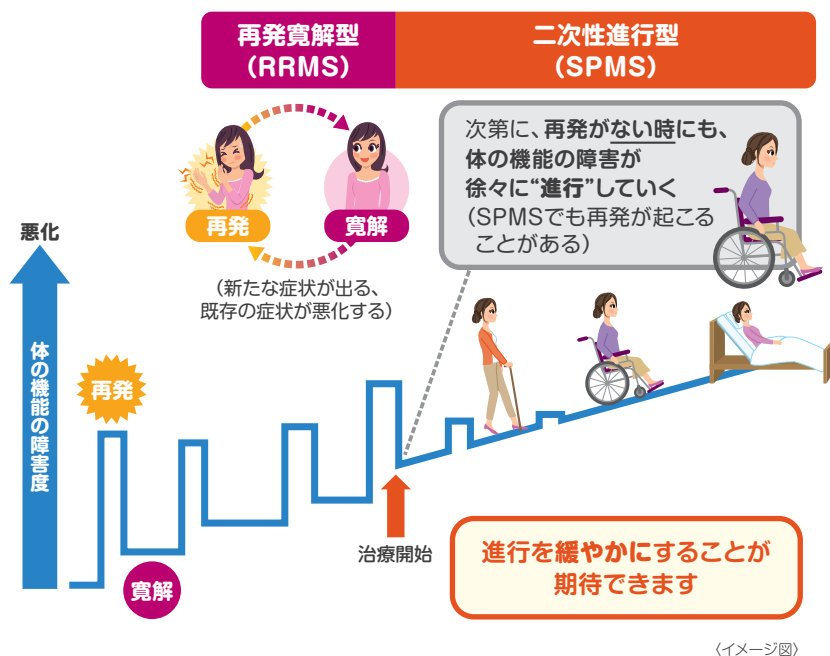 再発寛解型
（RRMS）
二次性進行型
（SPMS）
次第に、再発がない時にも、
体の機能の障害が
徐々に“進行”していく
（SPMSでも再発が起こる
ことがある）
再発
寛解
（新たな症状が出る、
既存の症状が悪化する）
悪化
体の機能の障害度
再発
寛解
治療開始
進行を緩やかにすることが
期待できます
〈イメージ図〉